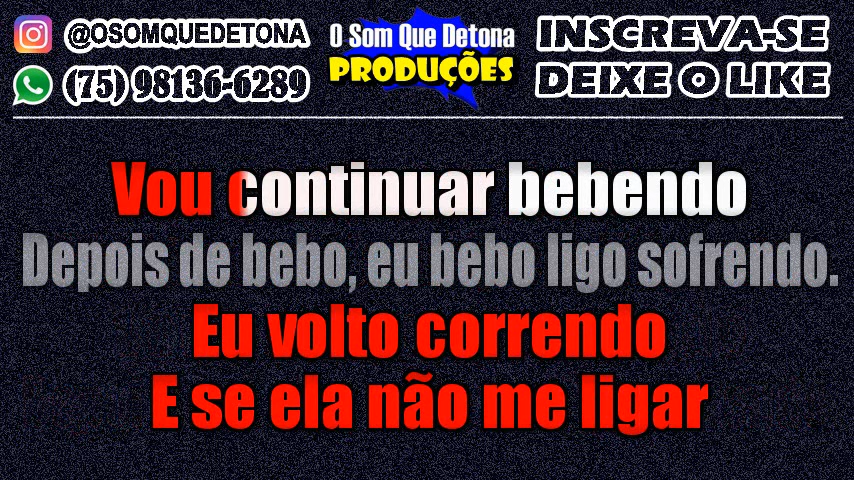 @OSOMQUEDETONA
(75) 98136-6289
O Som Que Detona
PRODUÇÕES
INSCREVA-SE
DEIXE O LIKE
Vou continuar bebendo
Depois de bebo, eu bebo ligo sofrendo.
Eu volto correndo
E se ela não me ligar